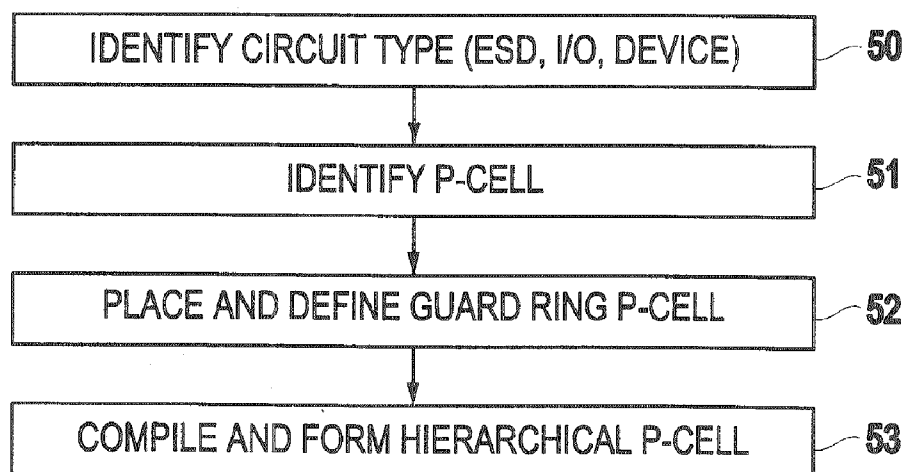 IDENTIFY CIRCUIT TYPE (ESD, I/O, DEVICE) 50
IDENTIFY P-CELL 51
PLACE AND DEFINE GUARD RING P-CELL 52
COMPILE AND FORM HIERARCHICAL P-CELL 53